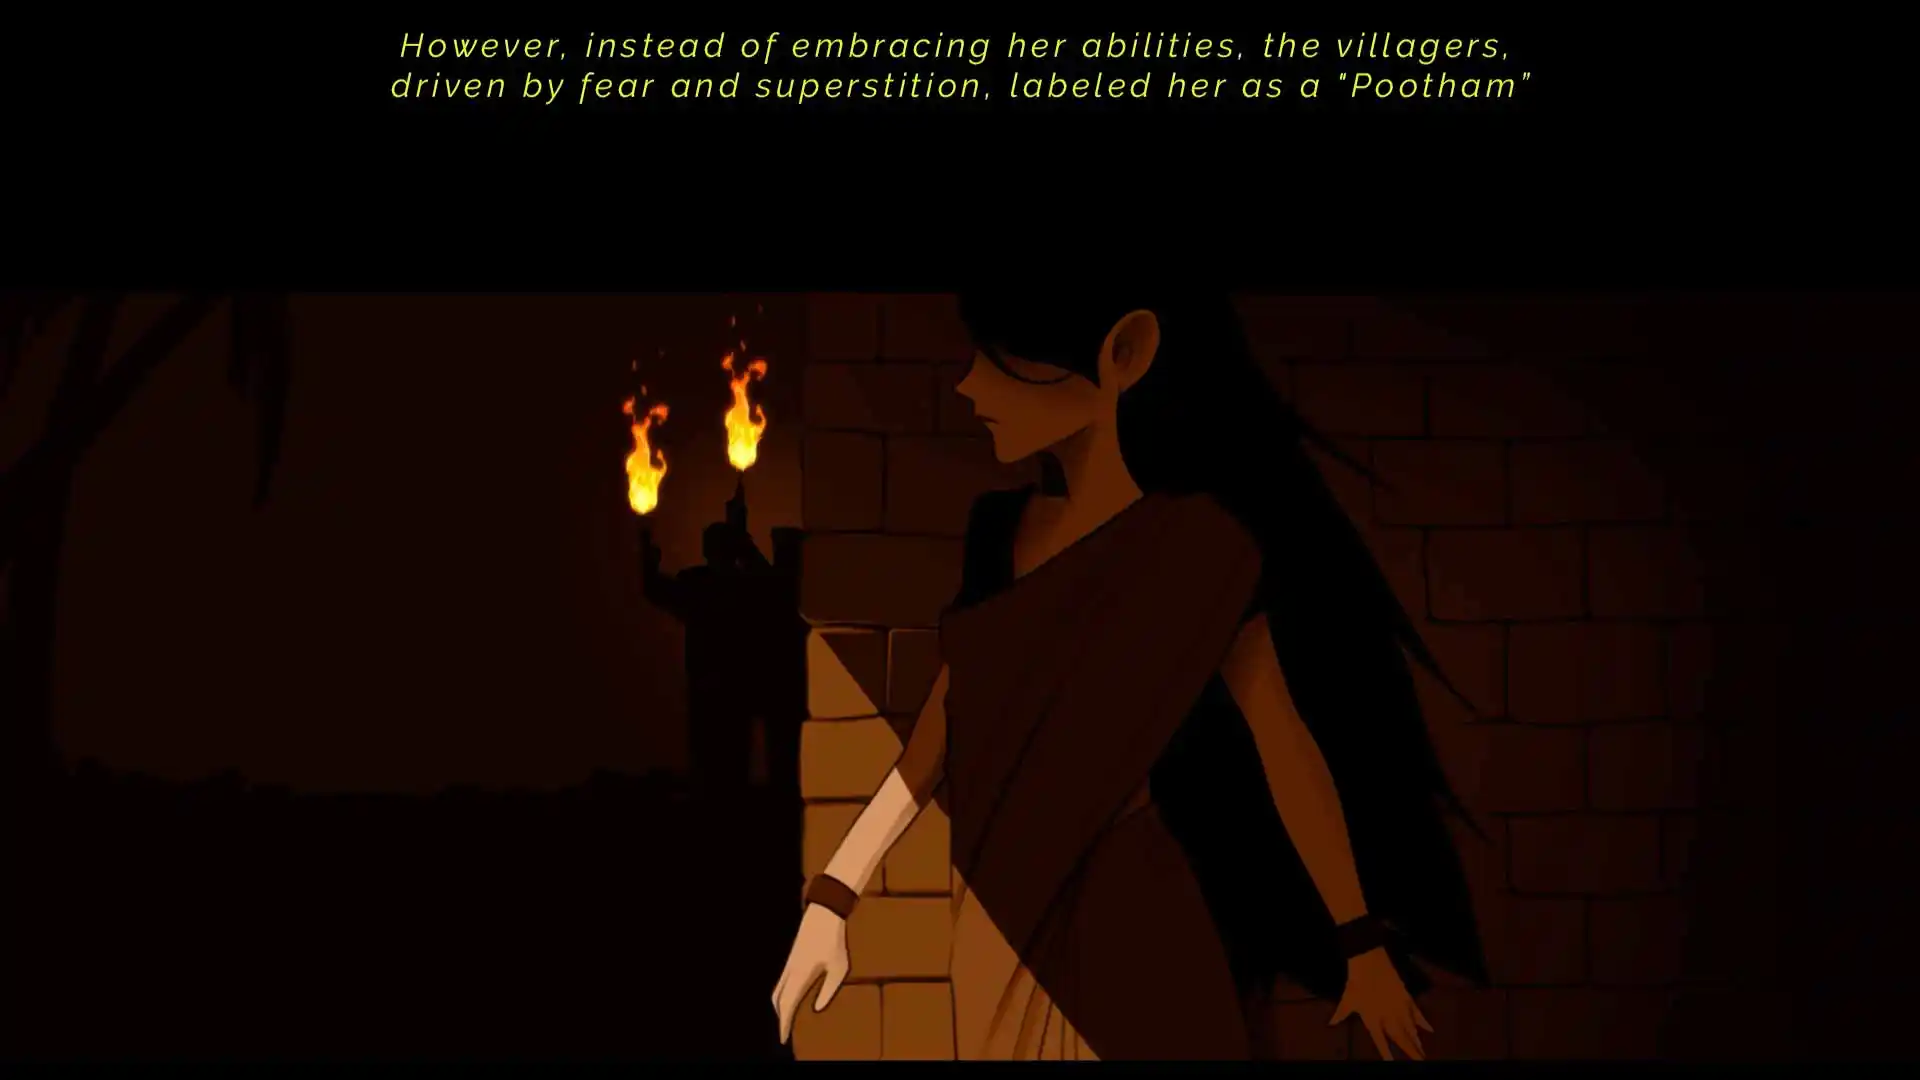 However, instead of embracing her abilities, the villagers,
driven by fear and superstition, labeled her as a "Pootham”